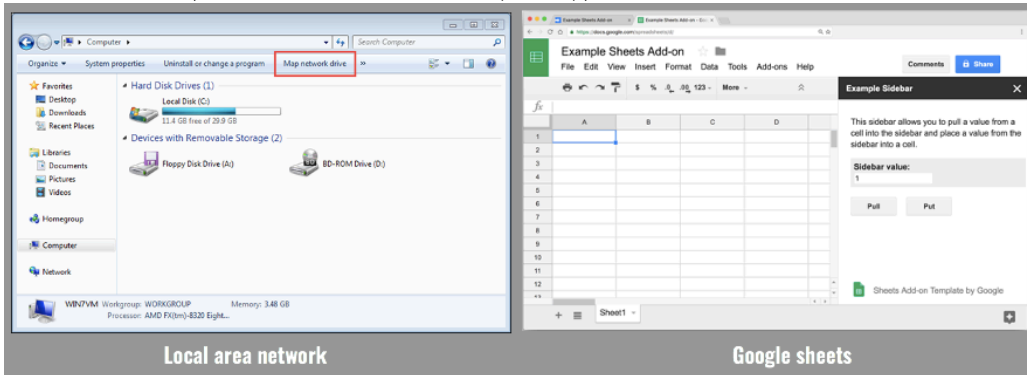 Computer
Search Computer
Organize
System properties
Uninstall or change a program
Map network drive
»
Favorites
Desktop
Downloads
Recent Places
Libraries
Documents
Pictures
Videos
Homegroup
Computer
Network
Hard Disk Drives (1)
Local Disk (C:)
11.4 GB free of 29.9 GB
Devices with Removable Storage (2)
Floppy Disk Drive (A:)
BD-ROM Drive (D:)
WIN7VM Workgroup: WORKGROUP Memory: 3.48 GB
Processor: AMD FX(tm)-8320 Eight...
Local area network
Example Sheets Add-on
Example Sheets Add-on
File Edit View Insert Format Data Tools Add-ons Help
Comments
Share
$ % .0 .00 123 More
fx
A B C D
1
2
3
4
5
6
7
8
9
10
11
12
Sheet1
Example Sidebar
This sidebar allows you to pull a value from a
cell into the sidebar and place a value from the
sidebar into a cell.
Sidebar value:
1
Pull Put
Sheets Add-on Template by Google
Google sheets